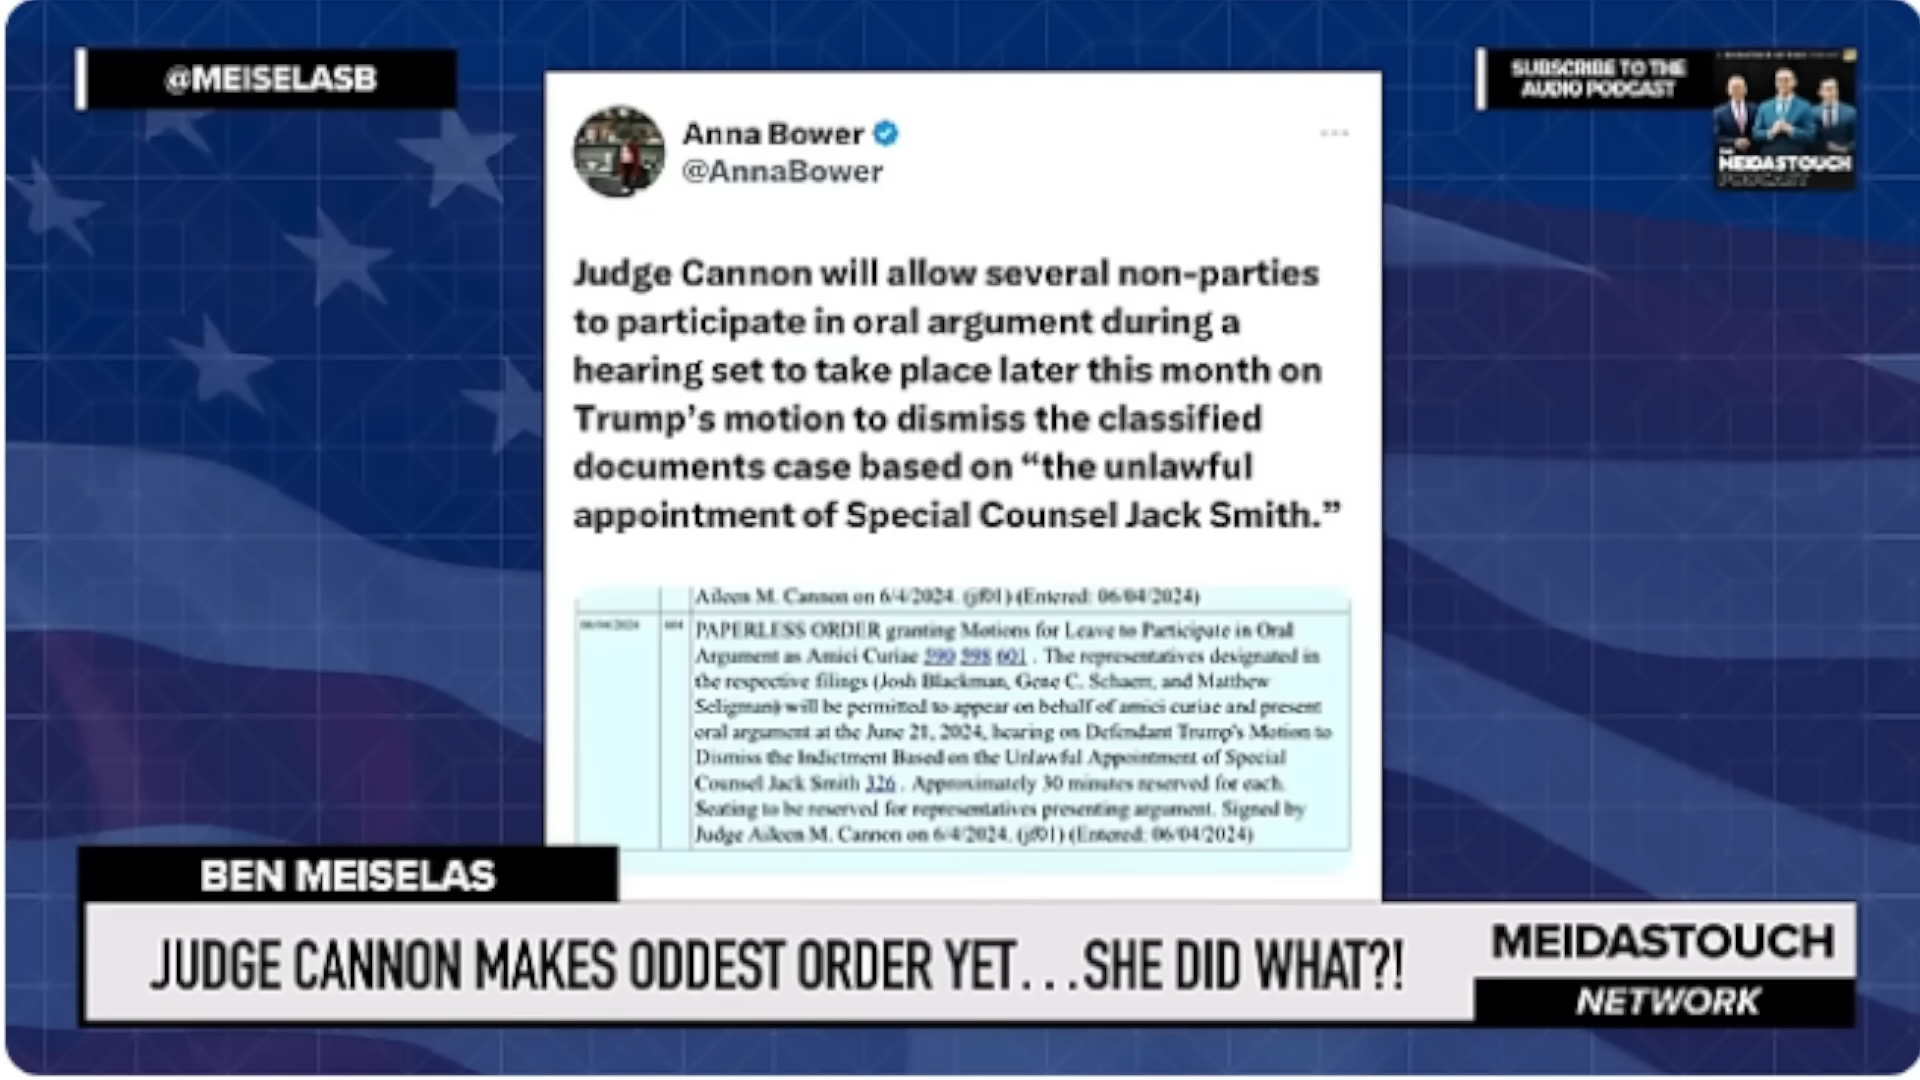 @MEISELASB
SUBSCRIBE TO THE
AUDIO PODCAST
THE
MEIDASTOUCH
PODCAST
Anna Bower
@AnnaBower
Judge Cannon will allow several non-parties
to participate in oral argument during a
hearing set to take place later this month on
Trump's motion to dismiss the classified
documents case based on “the unlawful
appointment of Special Counsel Jack Smith.”
Aileen M. Cannon on 6/4/2024. (jf01) (Entered: 06/04/2024)
06/04/2024 604 PAPERLESS ORDER granting Motions for Leave to Participate in Oral
Argument as Amici Curiae 590 598 601 . The representatives designated in
the respective filings (Josh Blackman, Gene C. Schaerr, and Matthew
Seligman) will be permitted to appear on behalf of amici curiae and present
oral argument at the June 21, 2024, hearing on Defendant Trump's Motion to
Dismiss the Indictment Based on the Unlawful Appointment of Special
Counsel Jack Smith 326 . Approximately 30 minutes reserved for each.
Seating to be reserved for representatives presenting argument. Signed by
Judge Aileen M. Cannon on 6/4/2024. (jf01) (Entered: 06/04/2024)
BEN MEISELAS
JUDGE CANNON MAKES ODDEST ORDER YET...SHE DID WHAT?!
MEIDASTOUCH
NETWORK